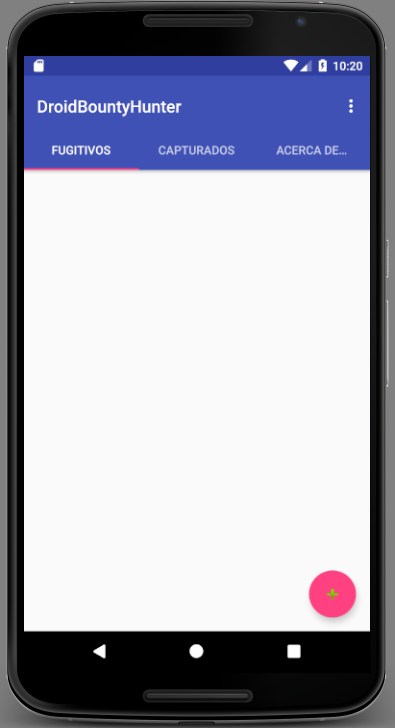 10:20
DroidBountyHunter
FUGITIVOS CAPTURADOS ACERCA DE...